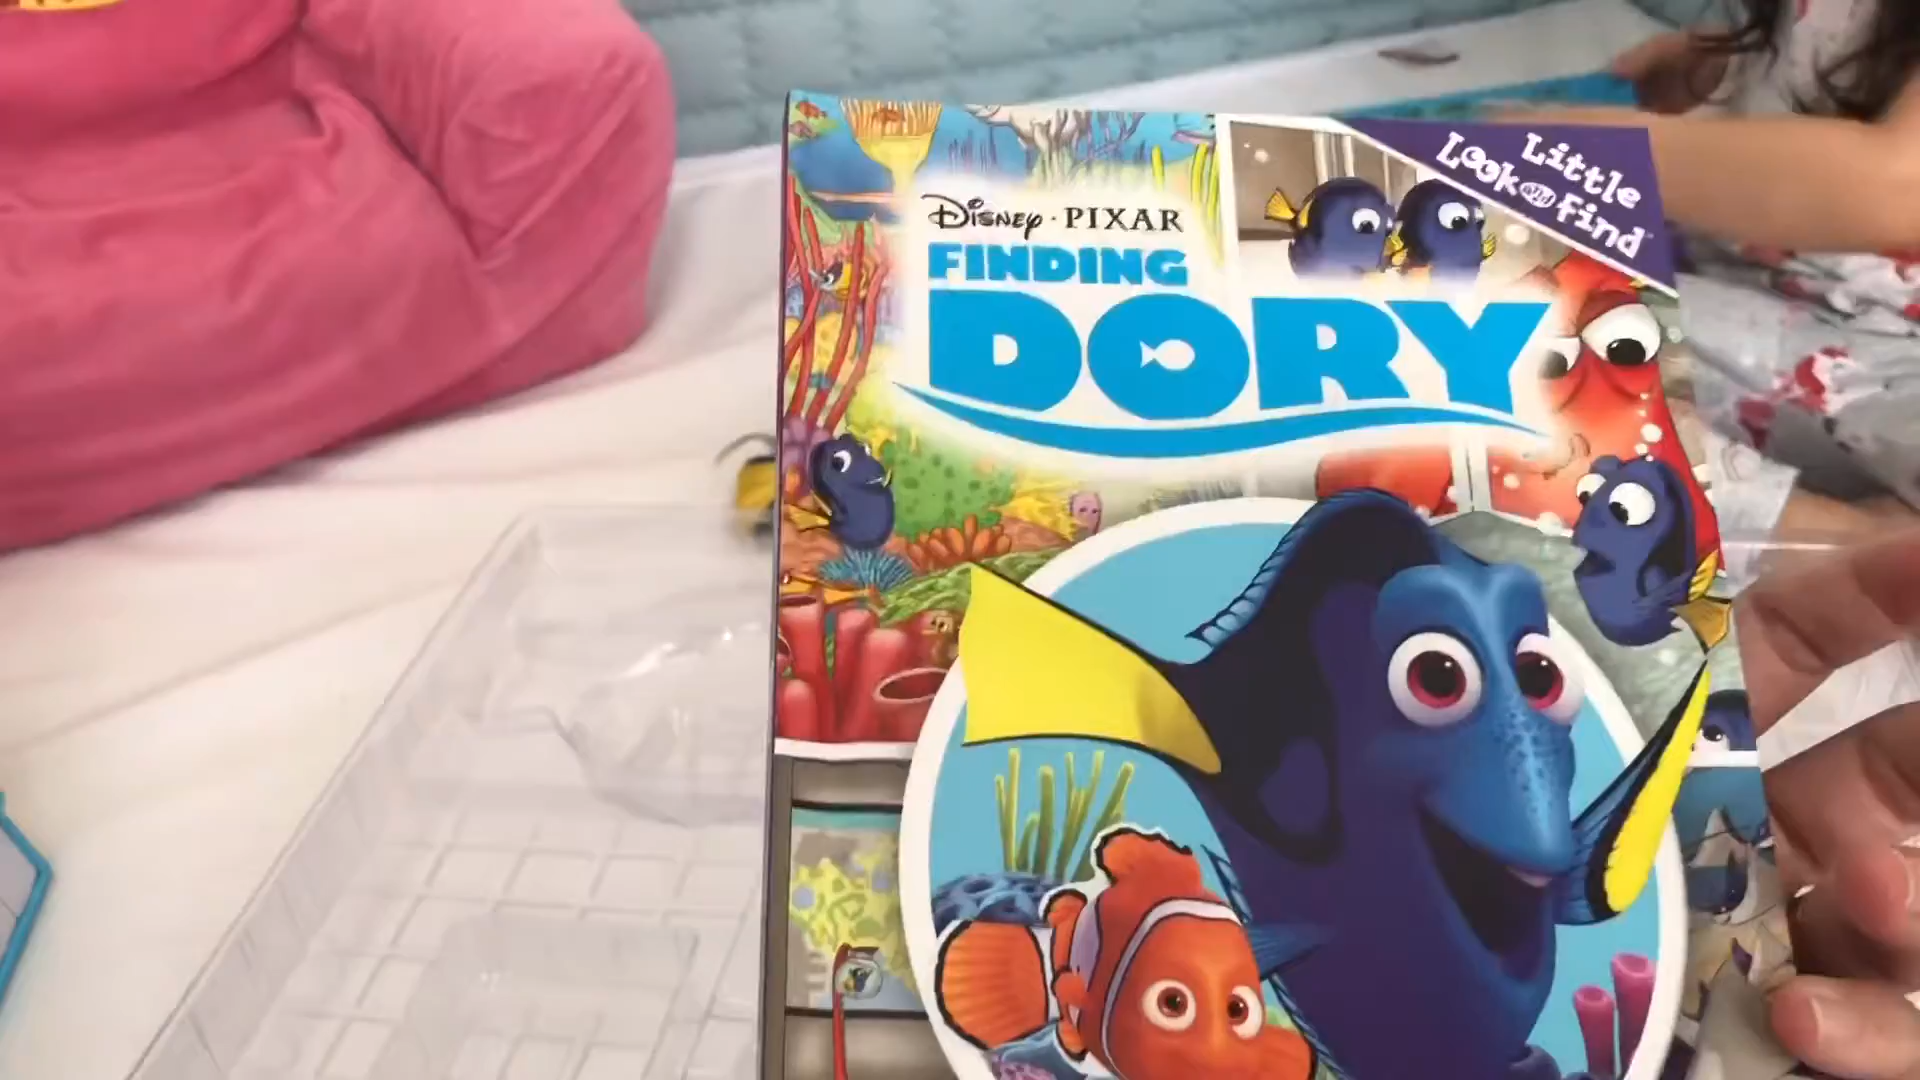 Little
Look and Find
Disney · PIXAR
FINDING
DORY